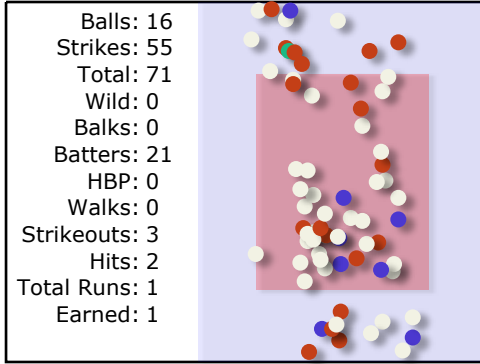 Balls: 16
Strikes: 55
Total: 71
Wild: 0
Balks: 0
Batters: 21
HBP: 0
Walks: 0
Strikeouts: 3
Hits: 2
Total Runs: 1
Earned: 1